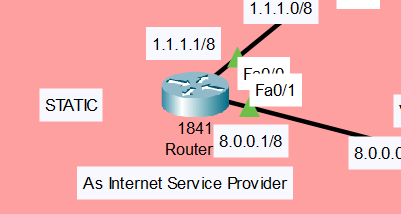 1.1.1.0/8
1.1.1.1/8
Fa0/0
Fa0/1
STATIC
1841
Router
8.0.0.1/8
8.0.0.0
As Internet Service Provider